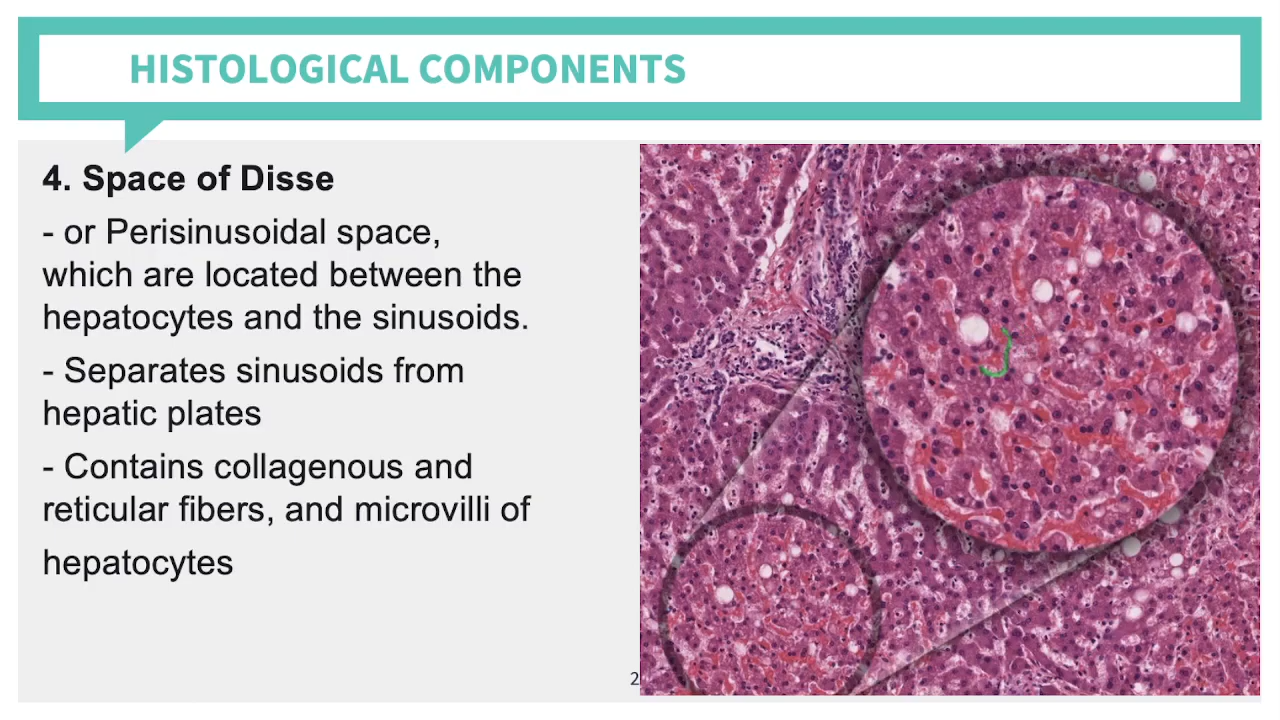 HISTOLOGICAL COMPONENTS
4. Space of Disse
- or Perisinusoidal space,
which are located between the
hepatocytes and the sinusoids.
- Separates sinusoids from
hepatic plates
- Contains collagenous and
reticular fibers, and microvilli of
hepatocytes
2